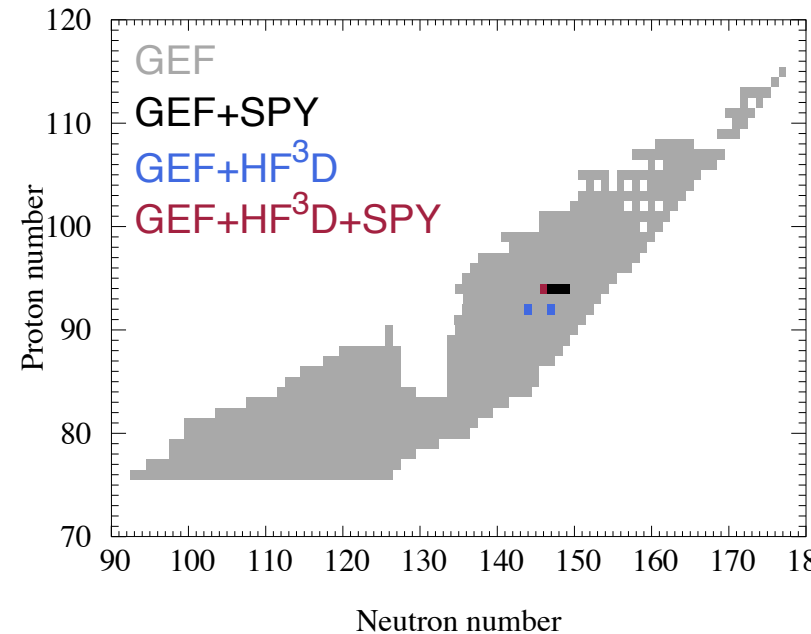 120
110
100
90
80
70
Proton number
GEF
GEF+SPY
GEF+HF³D
GEF+HF³D+SPY
90 100 110 120 130 140 150 160 170 18
Neutron number